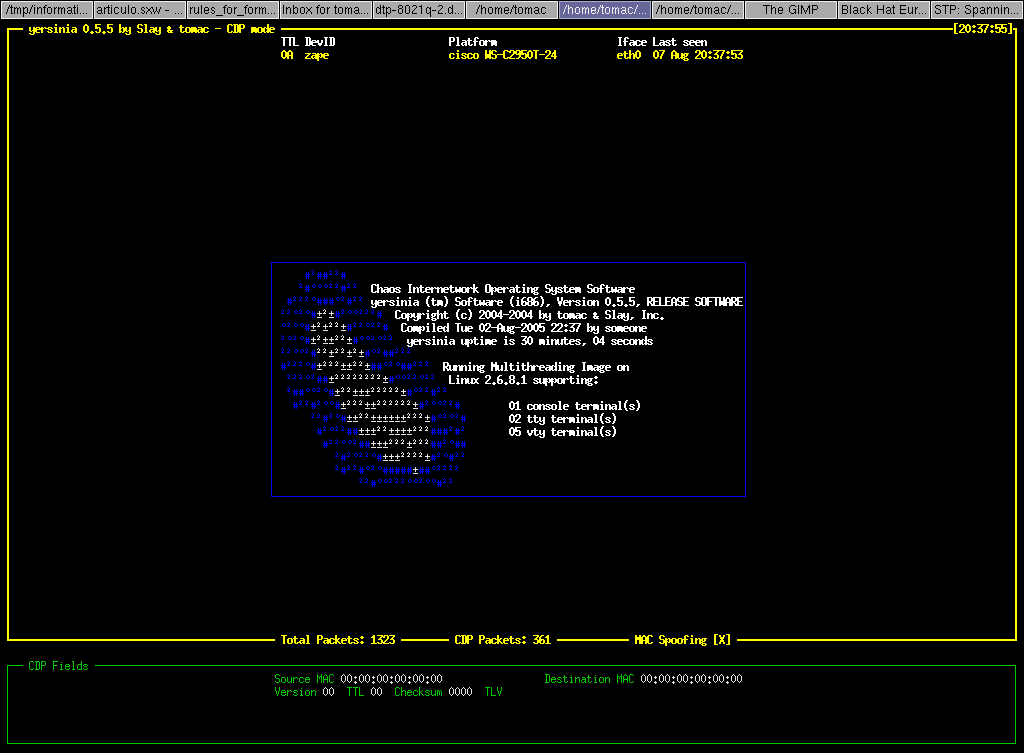 /tmp/informati... articulo.sxw - ... rules_for_form... Inbox for toma... dtp-8021q-2.d... /home/tomac /home/tomac/... /home/tomac/... The GIMP Black Hat Eur... STP: Spannin...
yersinia 0.5.5 by Slay & tomac - CDP mode [20:37:55]
TTL DevID Platform Iface Last seen
0A zape cisco WS-C2950T-24 eth0 07 Aug 20:37:53
Chaos Internetwork Operating System Software
yersinia (tm) Software (i686), Version 0.5.5, RELEASE SOFTWARE
Copyright (c) 2004-2004 by tomac & Slay, Inc.
Compiled Tue 02-Aug-2005 22:37 by someone
yersinia uptime is 30 minutes, 04 seconds
Running Multithreading Image on
Linux 2.6.8.1 supporting:
01 console terminal(s)
02 tty terminal(s)
05 vty terminal(s)
Total Packets: 1323 CDP Packets: 361 MAC Spoofing [X]
CDP Fields
Source MAC 00:00:00:00:00:00 Destination MAC 00:00:00:00:00:00
Version 00 TTL 00 Checksum 0000 TLV